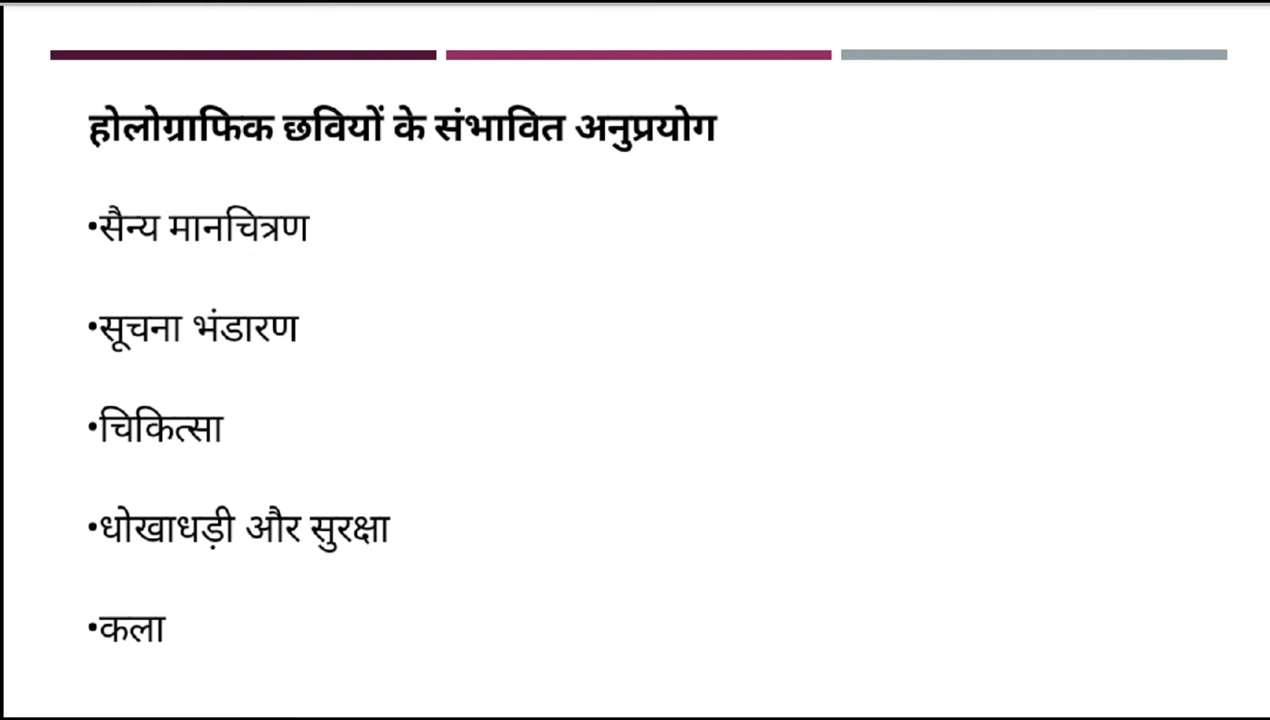 होलोग्राफिक छवियों के संभावित अनुप्रयोग
•सैन्य मानचित्रण
•सूचना भंडारण
•चिकित्सा
•धोखाधड़ी और सुरक्षा
•कला